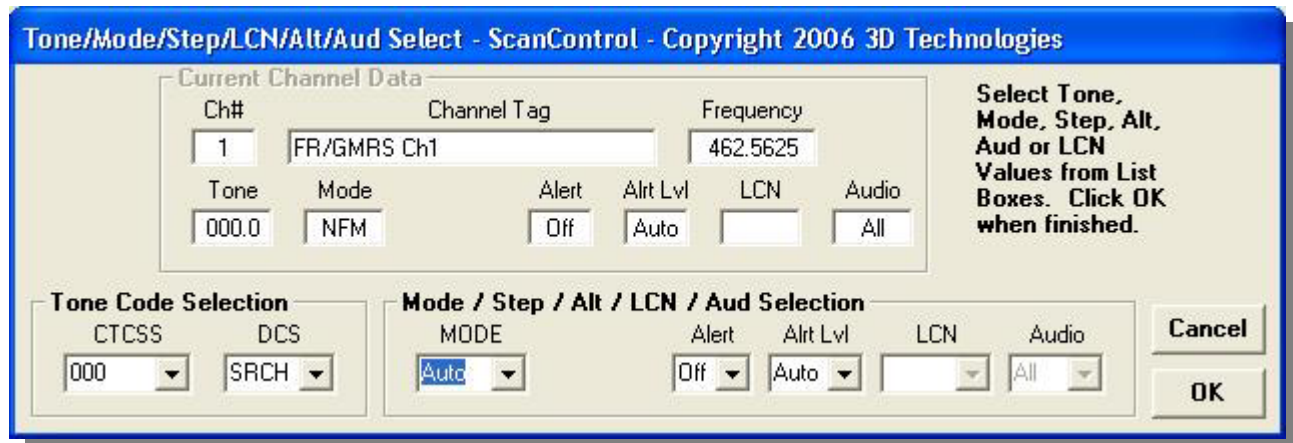 Tone/Mode/Step/LCN/Alt/Aud Select - ScanControl - Copyright 2006 3D Technologies
Current Channel Data
Ch# Channel Tag Frequency
1 FR/GMRS Ch1 462.5625
Tone Mode Alert Alrt Lvl LCN Audio
000.0 NFM Off Auto All
Select Tone,
Mode, Step, Alt,
Aud or LCN
Values from List
Boxes. Click OK
when finished.
Tone Code Selection
CTCSS DCS
000 SRCH
Mode / Step / Alt / LCN / Aud Selection
MODE Alert Alrt Lvl LCN Audio
Auto Off Auto All
Cancel
OK